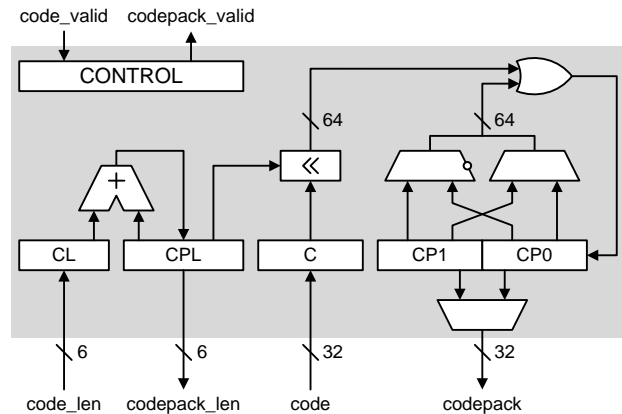 code_valid codepack_valid
CONTROL
64 64
+ <<
CL CPL C CP1 CP0
6 6 32 32
code_len codepack_len code codepack